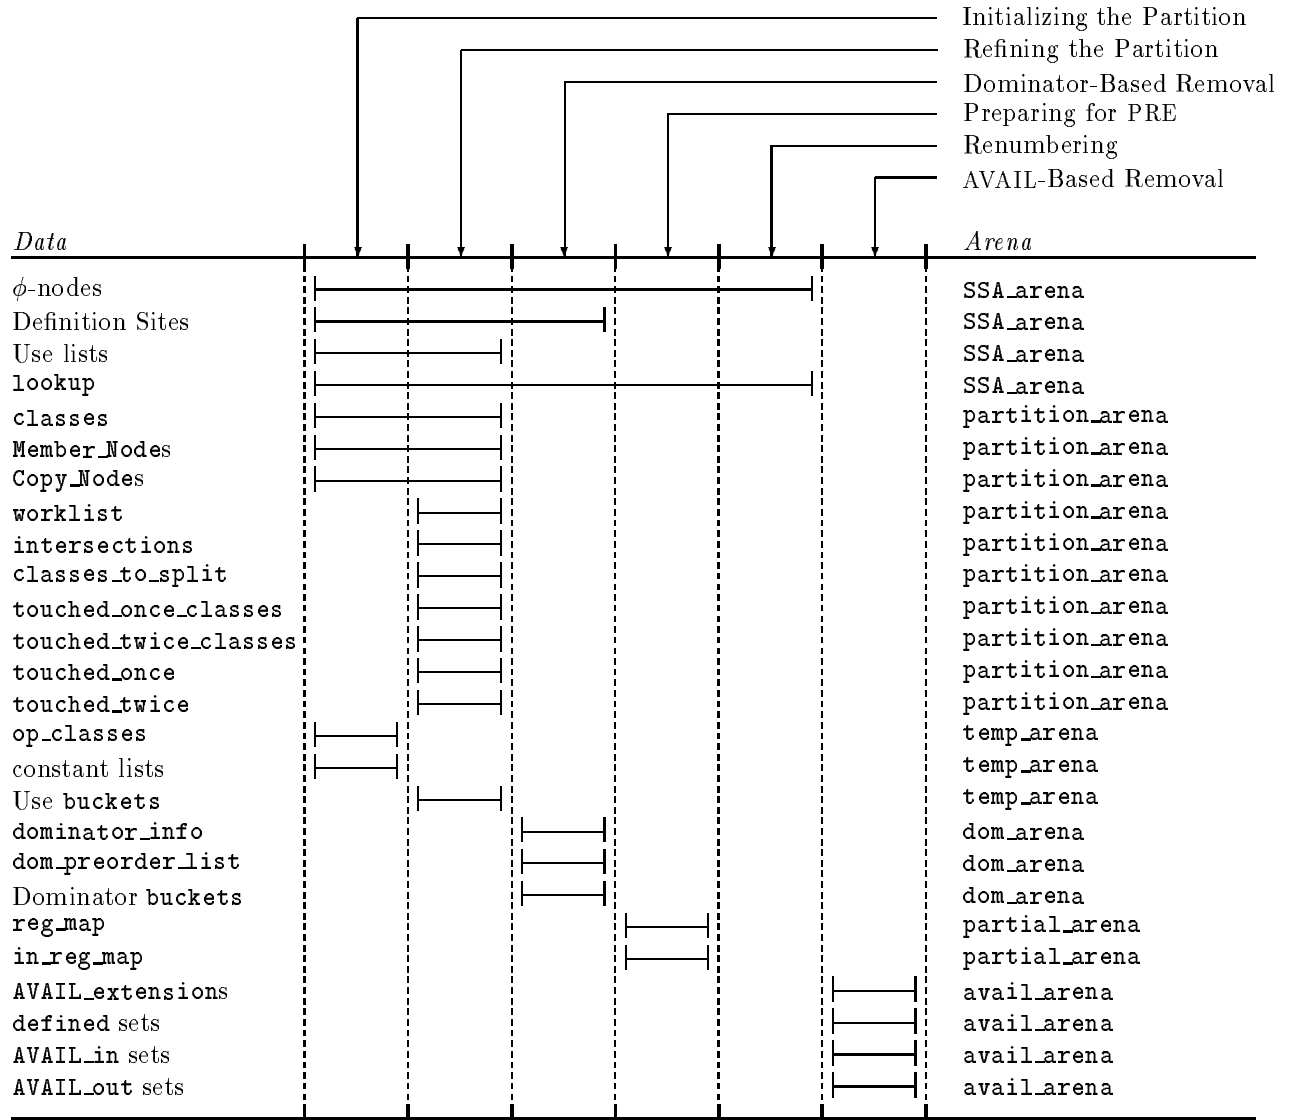 Initializing the Partition
Refining the Partition
Dominator-Based Removal
Preparing for PRE
Renumbering
AVAIL-Based Removal
Data Arena
ϕ-nodes SSA_arena
Definition Sites SSA_arena
Use lists SSA_arena
lookup SSA_arena
classes partition_arena
Member_Nodes partition_arena
Copy_Nodes partition_arena
worklist partition_arena
intersections partition_arena
classes_to_split partition_arena
touched_once_classes partition_arena
touched_twice_classes partition_arena
touched_once partition_arena
touched_twice partition_arena
op_classes temp_arena
constant lists temp_arena
Use buckets temp_arena
dominator_info dom_arena
dom_preorder_list dom_arena
Dominator buckets dom_arena
reg_map partial_arena
in_reg_map partial_arena
AVAIL_extensions avail_arena
defined sets avail_arena
AVAIL_in sets avail_arena
AVAIL_out sets avail_arena